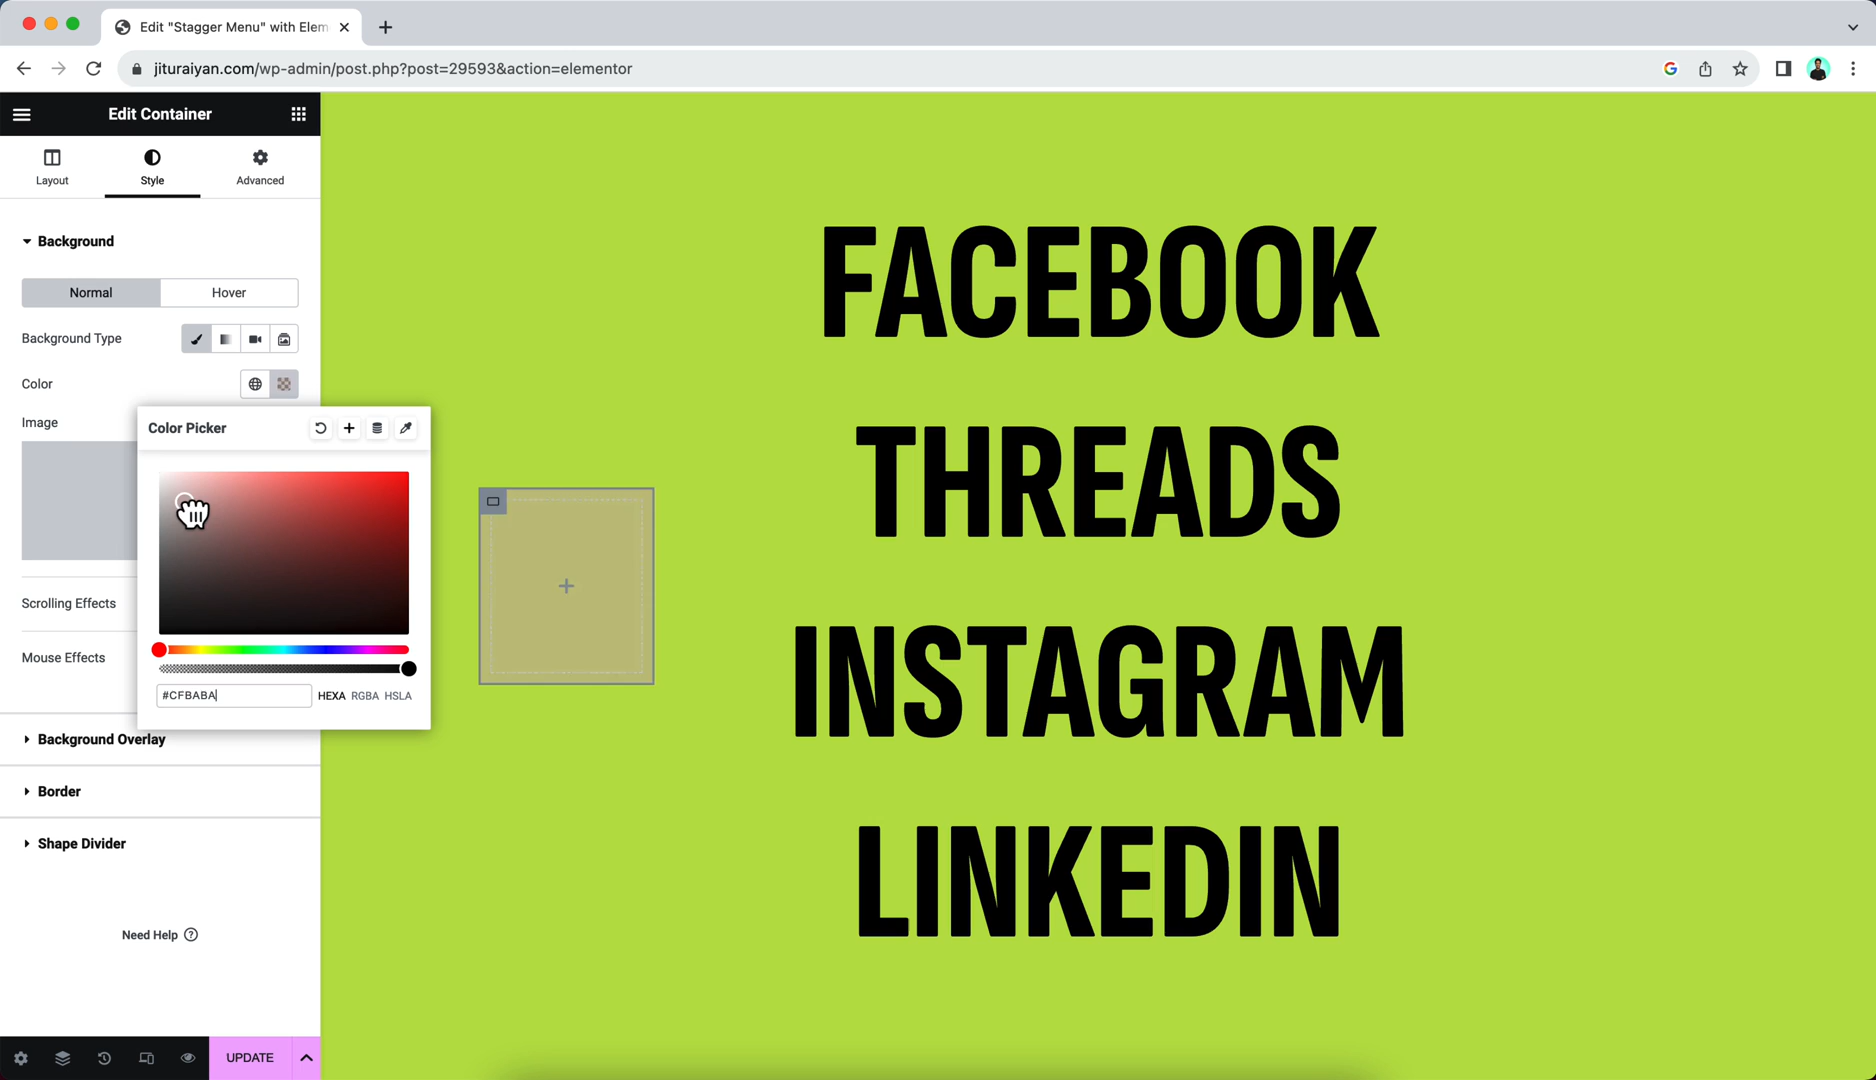 Edit "Stagger Menu" with Elem
jituraiyan.com/wp-admin/post.php?post=29593&action=elementor
Edit Container
Layout
Style
Advanced
Background
Normal
Hover
Background Type
Color
Image
Color Picker
Scrolling Effects
Mouse Effects
#CFBABA
HEXA
RGBA
HSLA
Background Overlay
Border
Shape Divider
Need Help
UPDATE
FACEBOOK
THREADS
INSTAGRAM
LINKEDIN